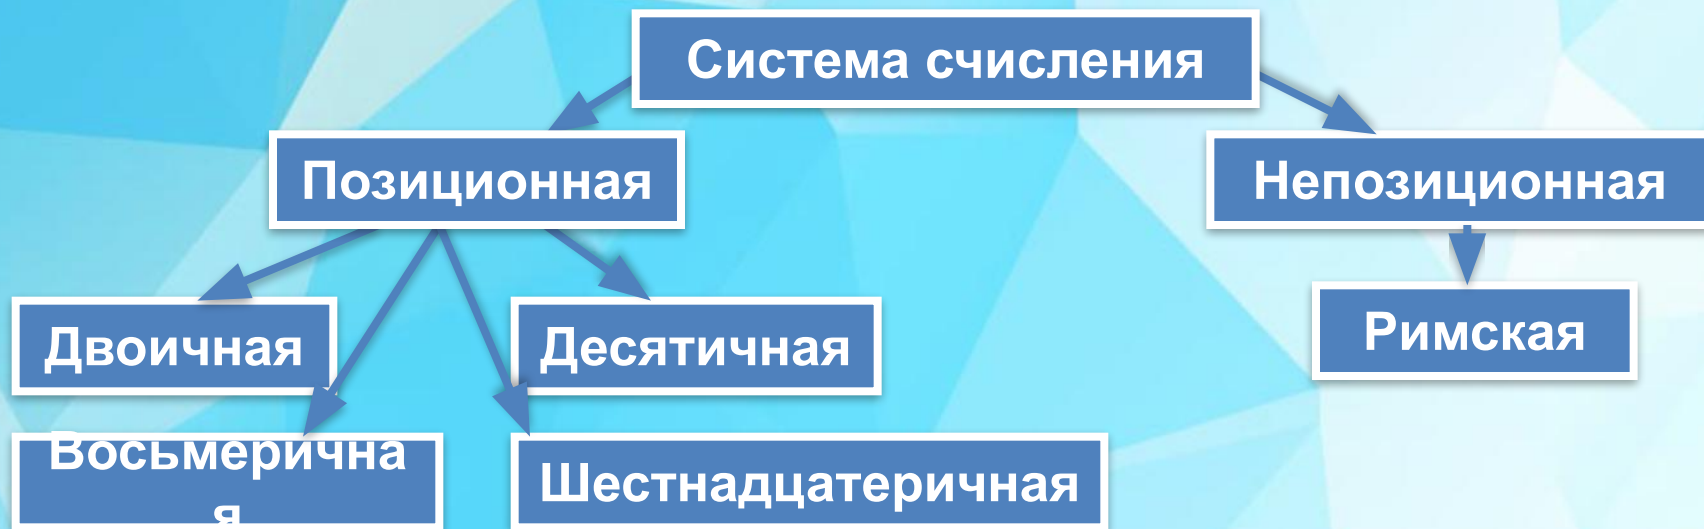 Система счисления
Позиционная
Непозиционная
Двоичная
Десятичная
Римская
Восьмерична
я
Шестнадцатеричная